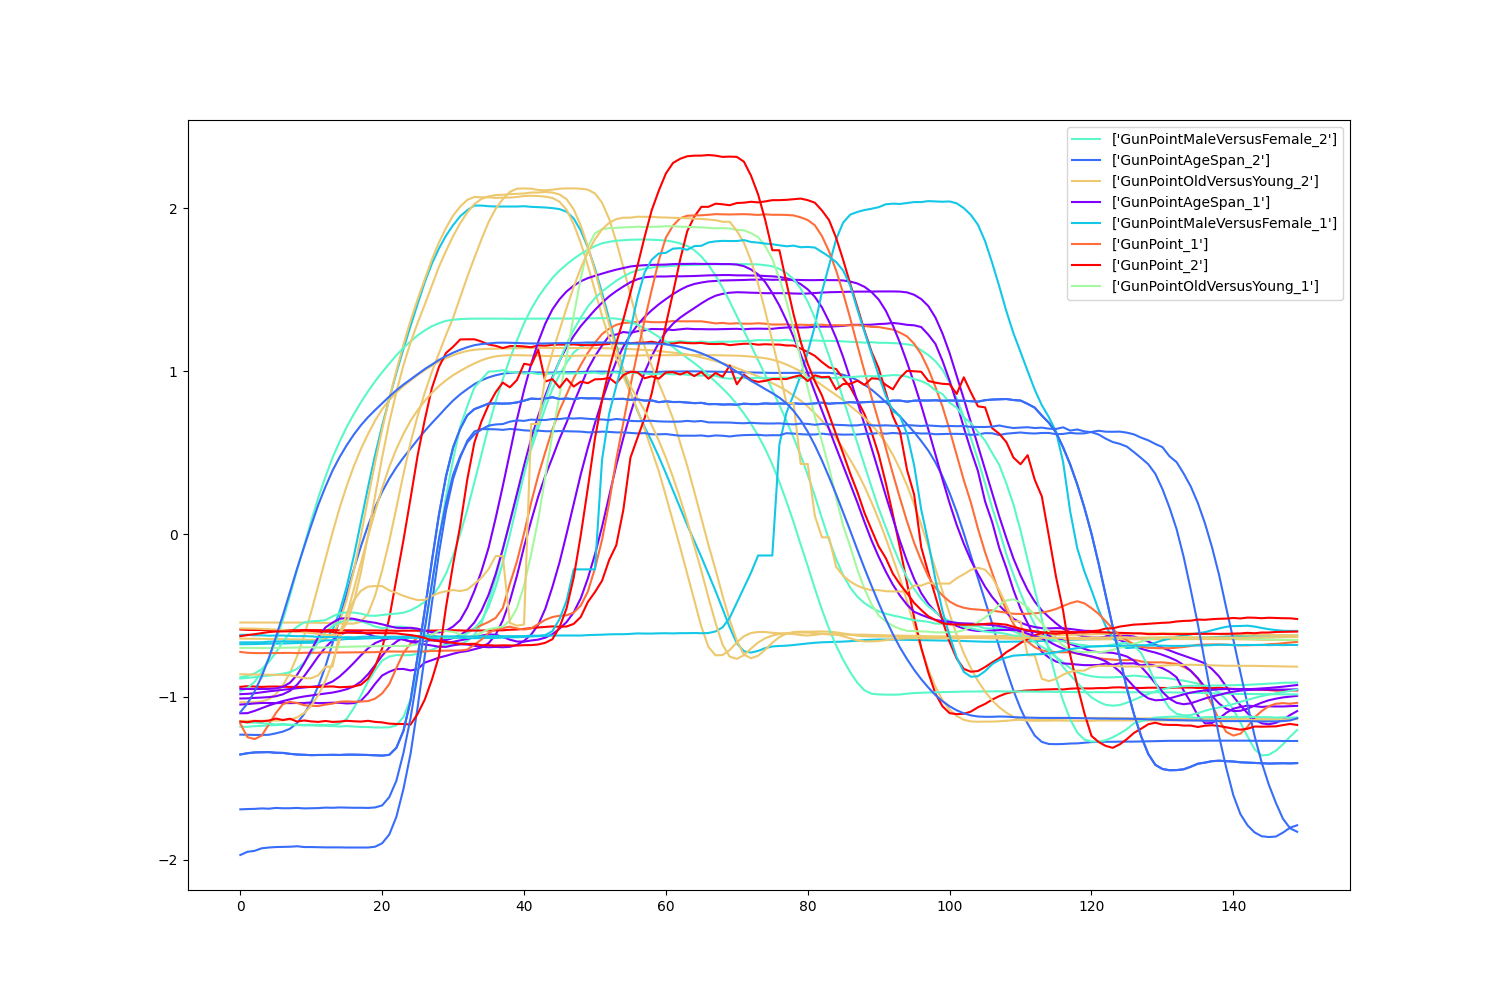 ['GunPointMaleVersusFemale_2']
['GunPointAgeSpan_2']
['GunPointOldVersusYoung_2']
['GunPointAgeSpan_1']
['GunPointMaleVersusFemale_1']
['GunPoint_1']
['GunPoint_2']
['GunPointOldVersusYoung_1']
2
1
0
−1
−2
0 20 40 60 80 100 120 140